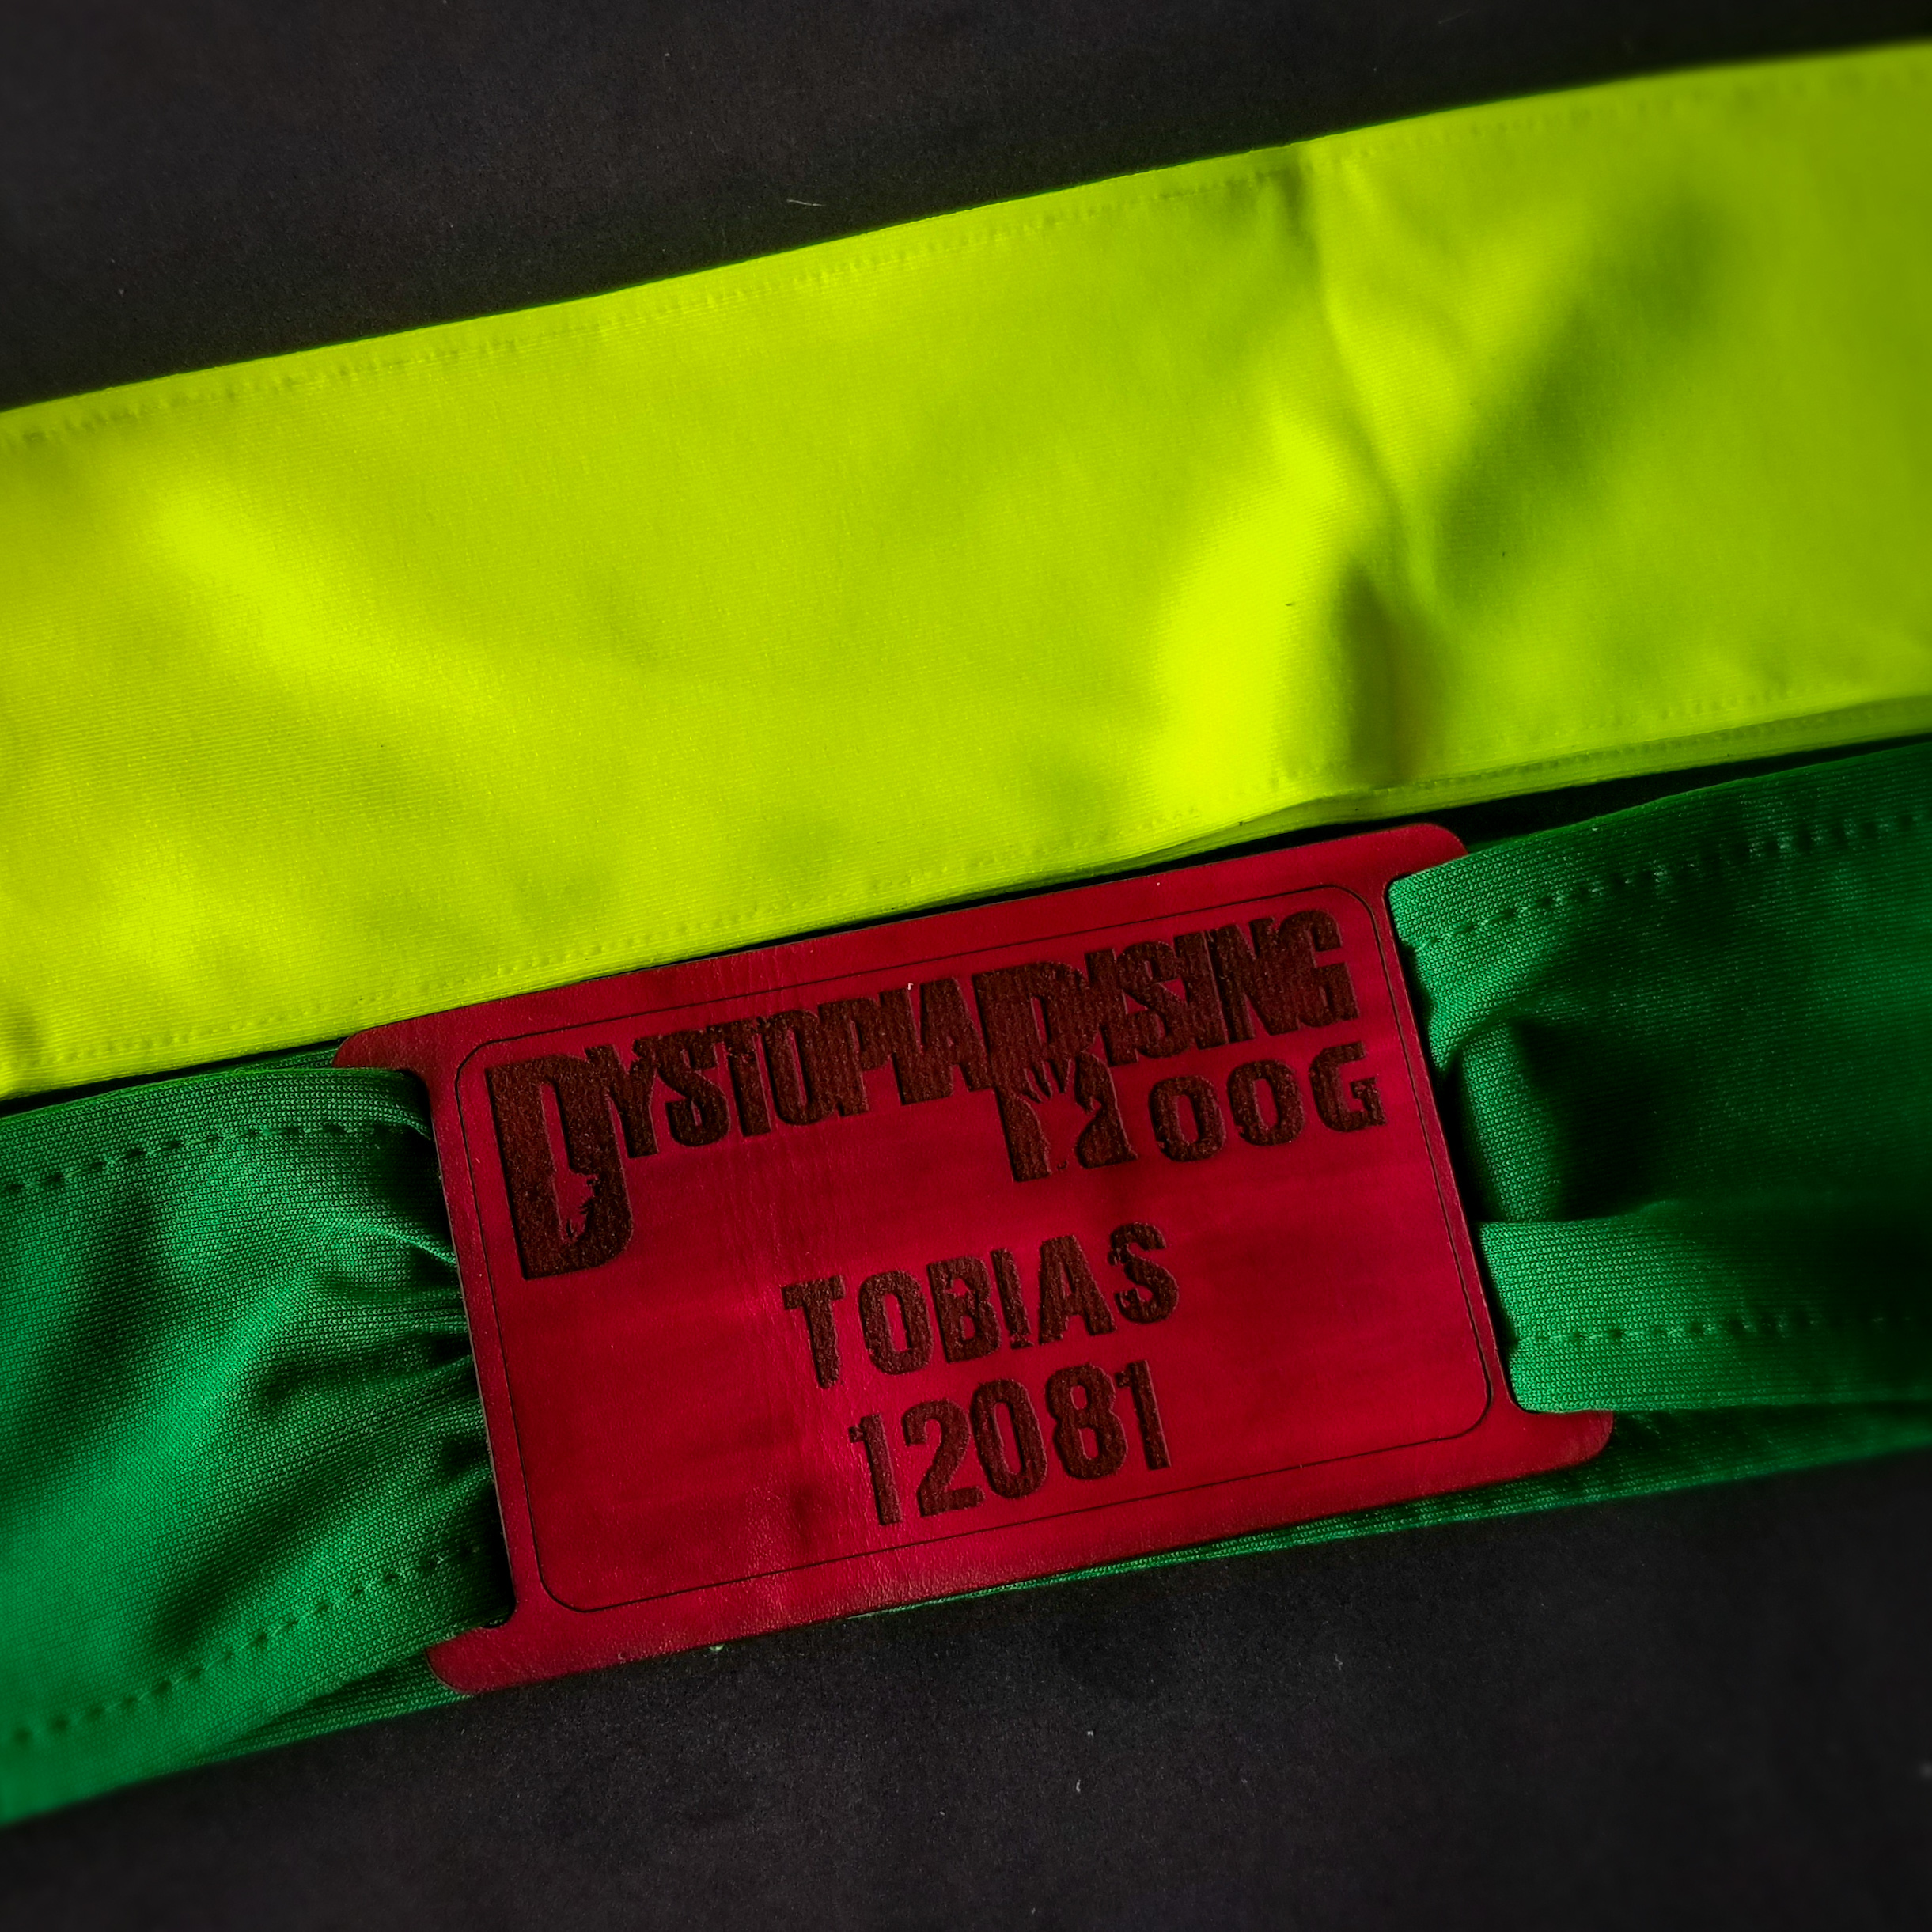 DYSTOPIA RISING
OOG
TOBIAS
12081